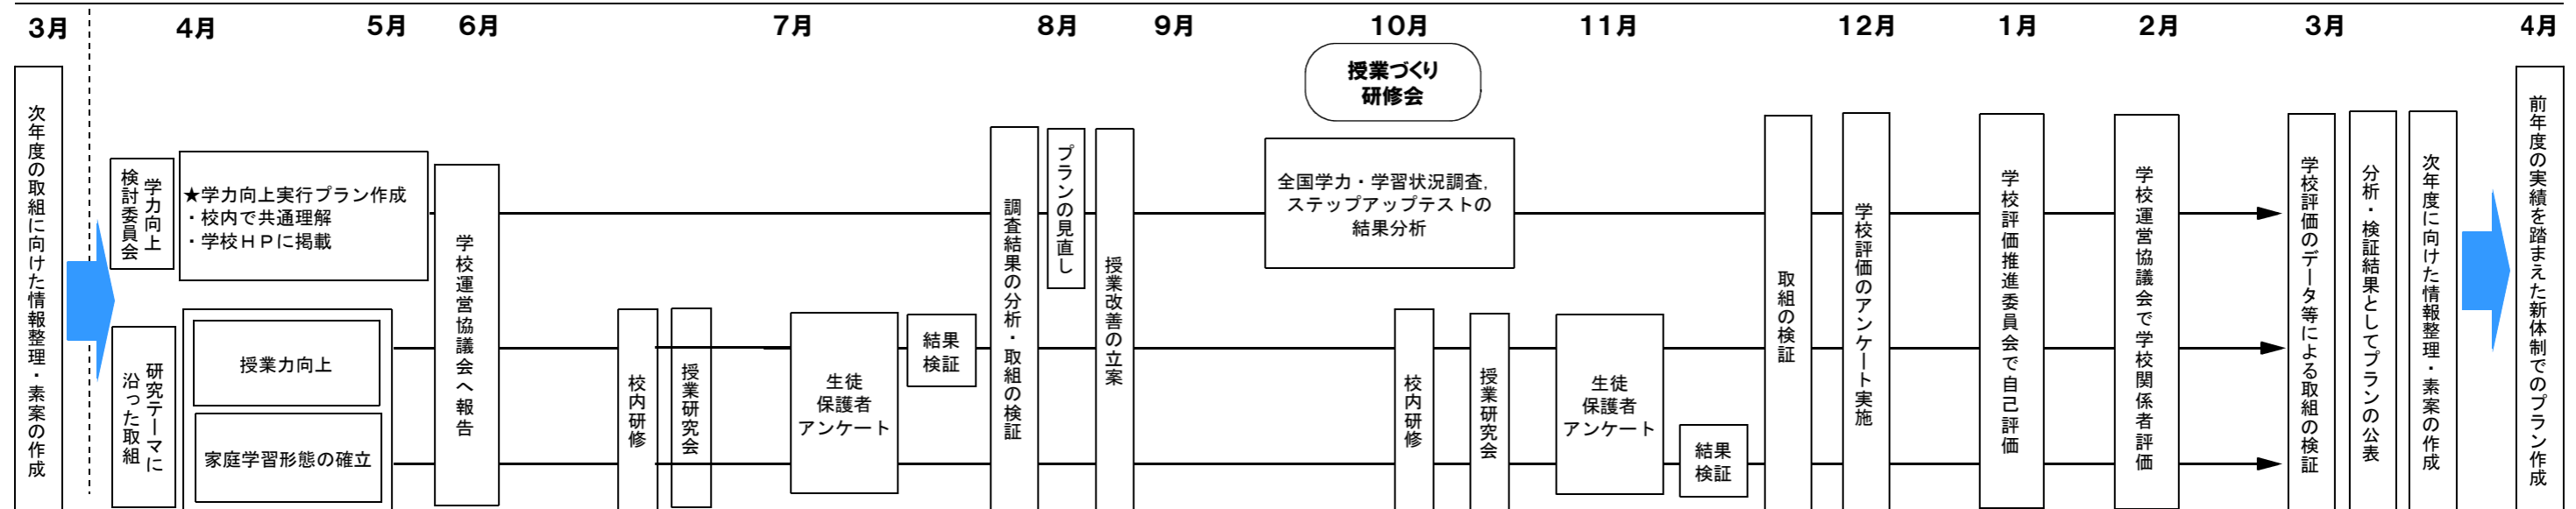 3月
4月
5月
6月
7月
8月
9月
10月
11月
12月
1月
2月
3月
4月
次年度の取組に向けた情報整理・素案の作成
学力向上
検討委員会
★学力向上実行プラン作成
・校内で共通理解
・学校HPに掲載
研究テーマに
沿った取組
授業力向上
家庭学習形態の確立
学校運営協議会へ報告
校内研修
授業研究会
生徒
保護者
アンケート
結果
検証
調査結果の分析・取組の検証
プランの見直し
授業改善の立案
授業づくり
研修会
全国学力・学習状況調査,
ステップアップテストの
結果分析
校内研修
授業研究会
生徒
保護者
アンケート
結果
検証
取組の検証
学校評価のアンケート実施
学校評価推進委員会で自己評価
学校運営協議会で学校関係者評価
学校評価のデータ等による取組の検証
分析・検証結果としてプランの公表
次年度に向けた情報整理・素案の作成
前年度の実績を踏まえた新体制でのプラン作成